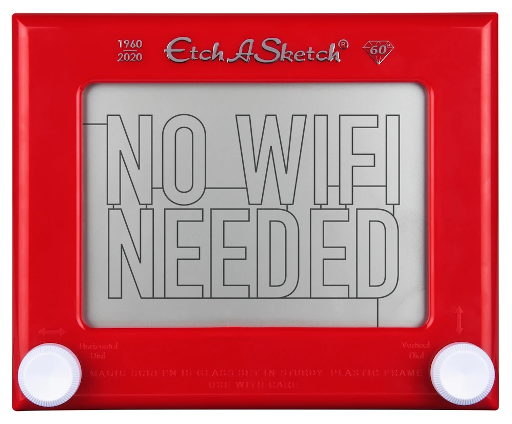 1960
2020
Etch A Sketch®
60
NO WIFI
NEEDED
Horizontal
Dial
Vertical
Dial
MAGIC SCREEN IS GLASS SET IN STURDY PLASTIC FRAME
USE WITH CARE